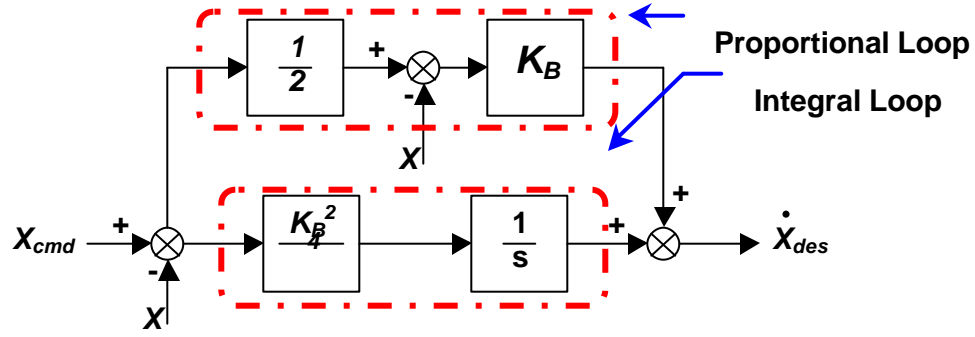 Proportional Loop
Integral Loop
1
2
+
-
K_B
X
+
X_cmd
+
-
X
K_B^2
4
1
s
+
Ẋ_des